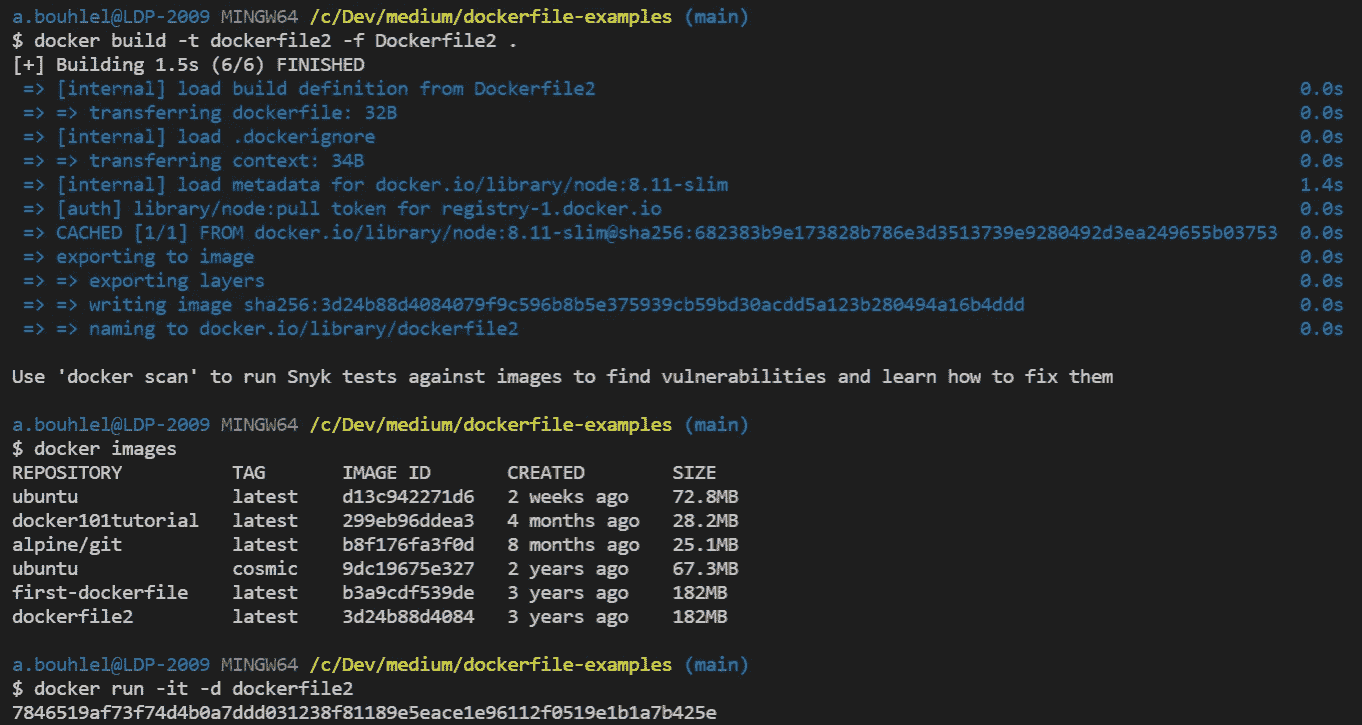 a.bouhlel@LDP-2009 MINGW64 /c/Dev/medium/dockerfile-examples (main)
$ docker build -t dockerfile2 -f Dockerfile2 .
[+] Building 1.5s (6/6) FINISHED
=> [internal] load build definition from Dockerfile2 0.0s
=> => transferring dockerfile: 32B 0.0s
=> [internal] load .dockerignore 0.0s
=> => transferring context: 34B 0.0s
=> [internal] load metadata for docker.io/library/node:8.11-slim 1.4s
=> [auth] library/node:pull token for registry-1.docker.io 0.0s
=> CACHED [1/1] FROM docker.io/library/node:8.11-slim@sha256:682383b9e173828b786e3d3513739e9280492d3ea249655b03753 0.0s
=> exporting to image 0.0s
=> => exporting layers 0.0s
=> => writing image sha256:3d24b88d4084079f9c596b8b5e375939cb59bd30acdd5a123b280494a16b4ddd 0.0s
=> => naming to docker.io/library/dockerfile2 0.0s
Use 'docker scan' to run Snyk tests against images to find vulnerabilities and learn how to fix them
a.bouhlel@LDP-2009 MINGW64 /c/Dev/medium/dockerfile-examples (main)
$ docker images
REPOSITORY TAG IMAGE ID CREATED SIZE
ubuntu latest d13c942271d6 2 weeks ago 72.8MB
docker101tutorial latest 299eb96ddea3 4 months ago 28.2MB
alpine/git latest b8f176fa3f0d 8 months ago 25.1MB
ubuntu cosmic 9dc19675e327 2 years ago 67.3MB
first-dockerfile latest b3a9cdf539de 3 years ago 182MB
dockerfile2 latest 3d24b88d4084 3 years ago 182MB
a.bouhlel@LDP-2009 MINGW64 /c/Dev/medium/dockerfile-examples (main)
$ docker run -it -d dockerfile2
7846519af73f74d4b0a7ddd031238f81189e5eace1e96112f0519e1b1a7b425e